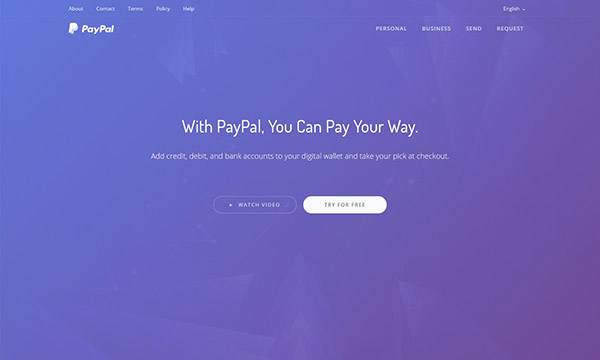 About Contact Terms Policy Help English
PayPal PERSONAL BUSINESS SEND REQUEST
With PayPal, You Can Pay Your Way.
Add credit, debit, and bank accounts to your digital wallet and take your pick at checkout.
WATCH VIDEO TRY FOR FREE